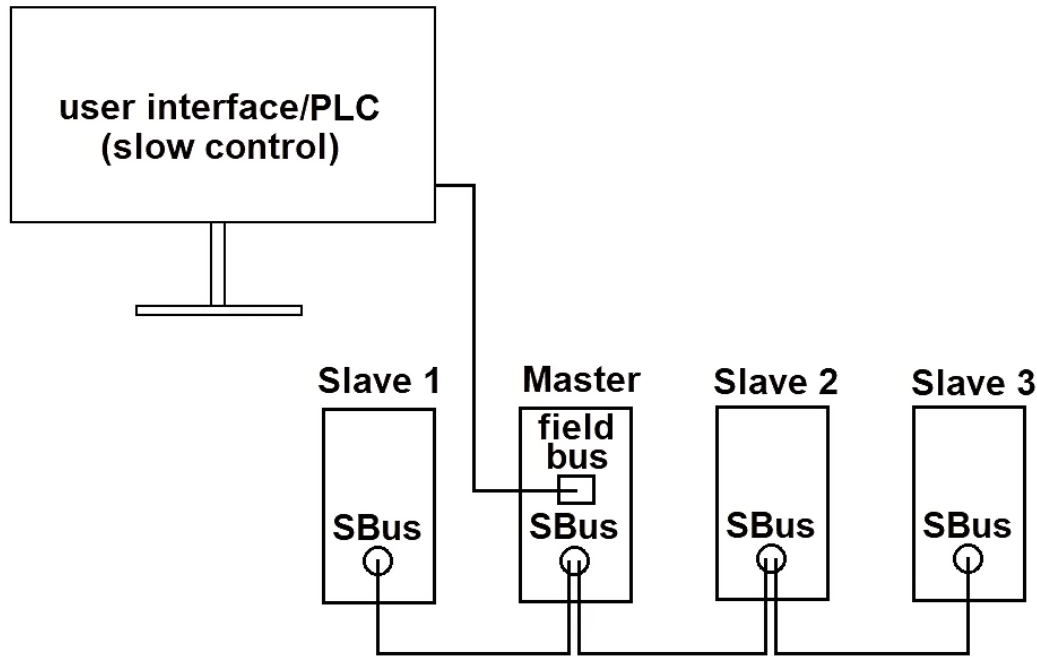 user interface/PLC
(slow control)
Slave 1
Master
Slave 2
Slave 3
field
bus
SBus
SBus
SBus
SBus